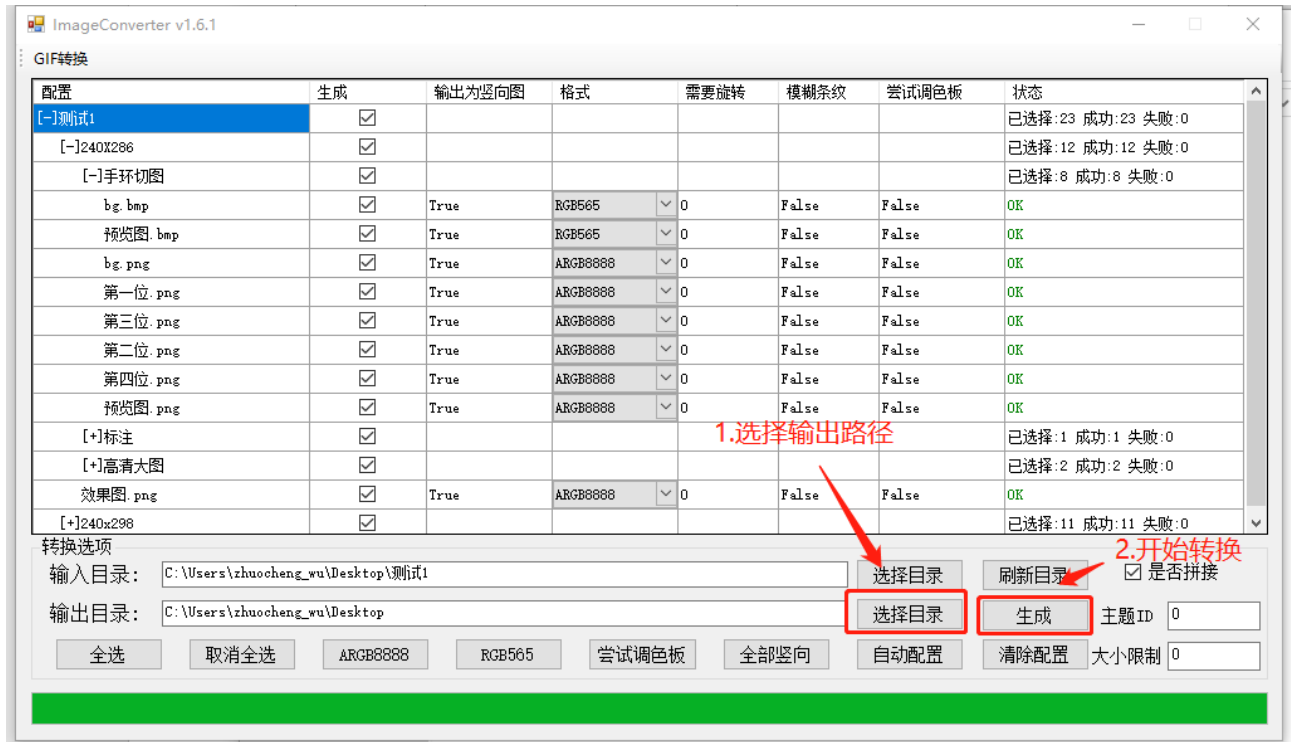 ImageConverter v1.6.1
GIF转换
配置 生成 输出为竖向图 格式 需要旋转 模糊条纹 尝试调色板 状态
[-]测试1 已选择:23 成功:23 失败:0
[-]240X286 已选择:12 成功:12 失败:0
[-]手环切图 已选择:8 成功:8 失败:0
bg.bmp True RGB565 0 False False OK
预览图.bmp True RGB565 0 False False OK
bg.png True ARGB8888 0 False False OK
第一位.png True ARGB8888 0 False False OK
第三位.png True ARGB8888 0 False False OK
第二位.png True ARGB8888 0 False False OK
第四位.png True ARGB8888 0 False False OK
预览图.png True ARGB8888 0 False False OK
1.选择输出路径
[+]标注 已选择:1 成功:1 失败:0
[+]高清大图 已选择:2 成功:2 失败:0
效果图.png True ARGB8888 0 False False OK
[+]240x298 已选择:11 成功:11 失败:0
转换选项
2.开始转换
输入目录: C:\Users\zhuocheng_wu\Desktop\测试1 选择目录 刷新目录 是否拼接
输出目录: C:\Users\zhuocheng_wu\Desktop 选择目录 生成 主题ID 0
全选 取消全选 ARGB8888 RGB565 尝试调色板 全部竖向 自动配置 清除配置 大小限制 0